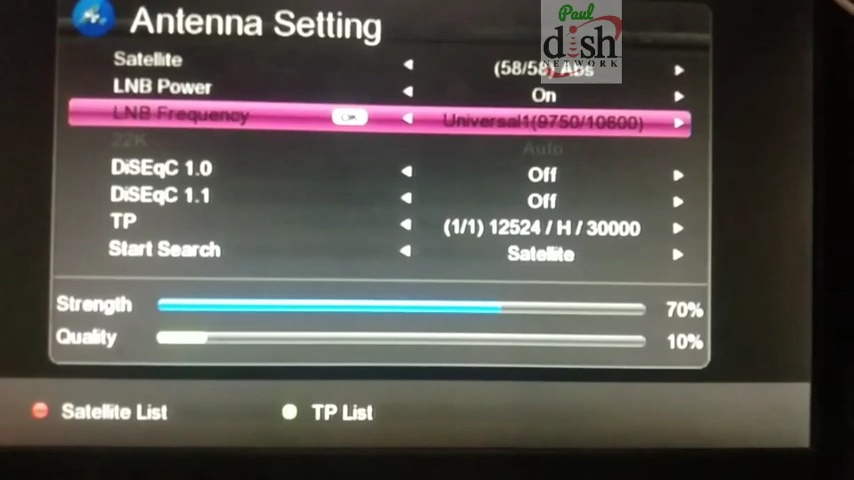 Antenna Setting
Paul
dish
NETWORK
Satellite (58/58) Abs
LNB Power On
LNB Frequency OK Universal1(9750/10600)
22K Auto
DiSEqC 1.0 Off
DiSEqC 1.1 Off
TP (1/1) 12524 / H / 30000
Start Search Satellite
Strength 70%
Quality 10%
Satellite List TP List